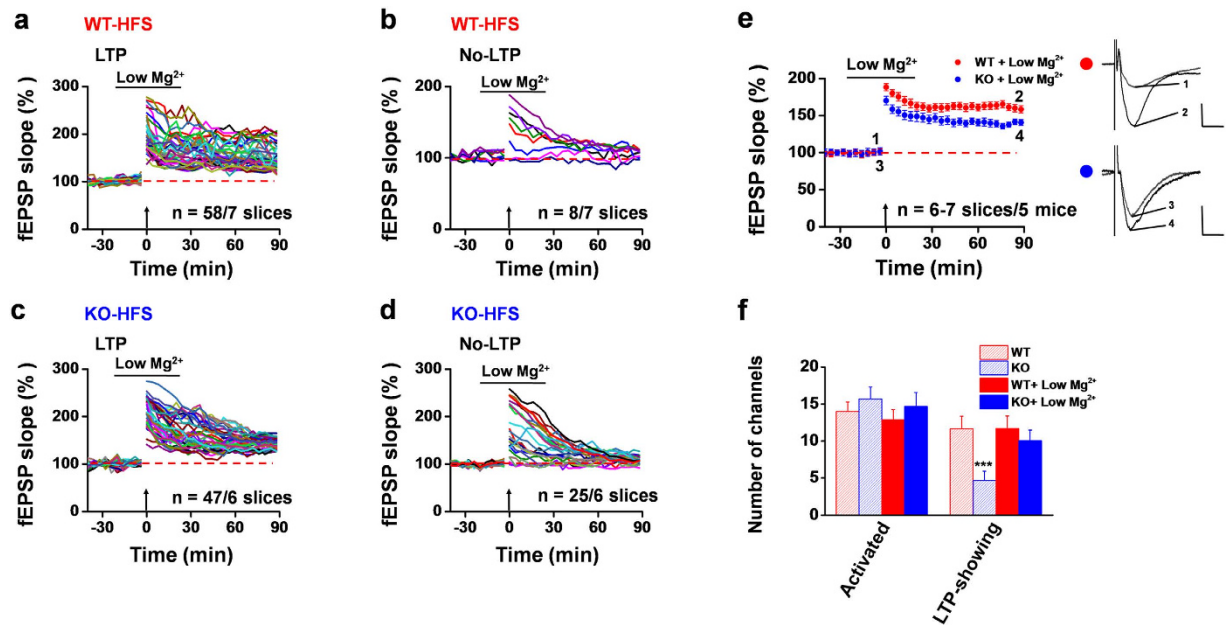 a
WT-HFS
LTP
Low Mg²⁺
fEPSP slope (% )
300
200
100
0
n = 58/7 slices
-30 0 30 60 90
Time (min)
b
WT-HFS
No-LTP
Low Mg²⁺
fEPSP slope (% )
300
200
100
0
n = 8/7 slices
-30 0 30 60 90
Time (min)
e
Low Mg²⁺
WT + Low Mg²⁺
KO + Low Mg²⁺
fEPSP slope (% )
200
150
100
50
0
1
3
2
4
n = 6-7 slices/5 mice
-30 0 30 60 90
Time (min)
1
2
3
4
c
KO-HFS
LTP
Low Mg²⁺
fEPSP slope (% )
300
200
100
0
n = 47/6 slices
-30 0 30 60 90
Time (min)
d
KO-HFS
No-LTP
Low Mg²⁺
fEPSP slope (% )
300
200
100
0
n = 25/6 slices
-30 0 30 60 90
Time (min)
f
WT
KO
WT+ Low Mg²⁺
KO+ Low Mg²⁺
Number of channels
20
15
10
5
0
***
Activated
LTP-showing